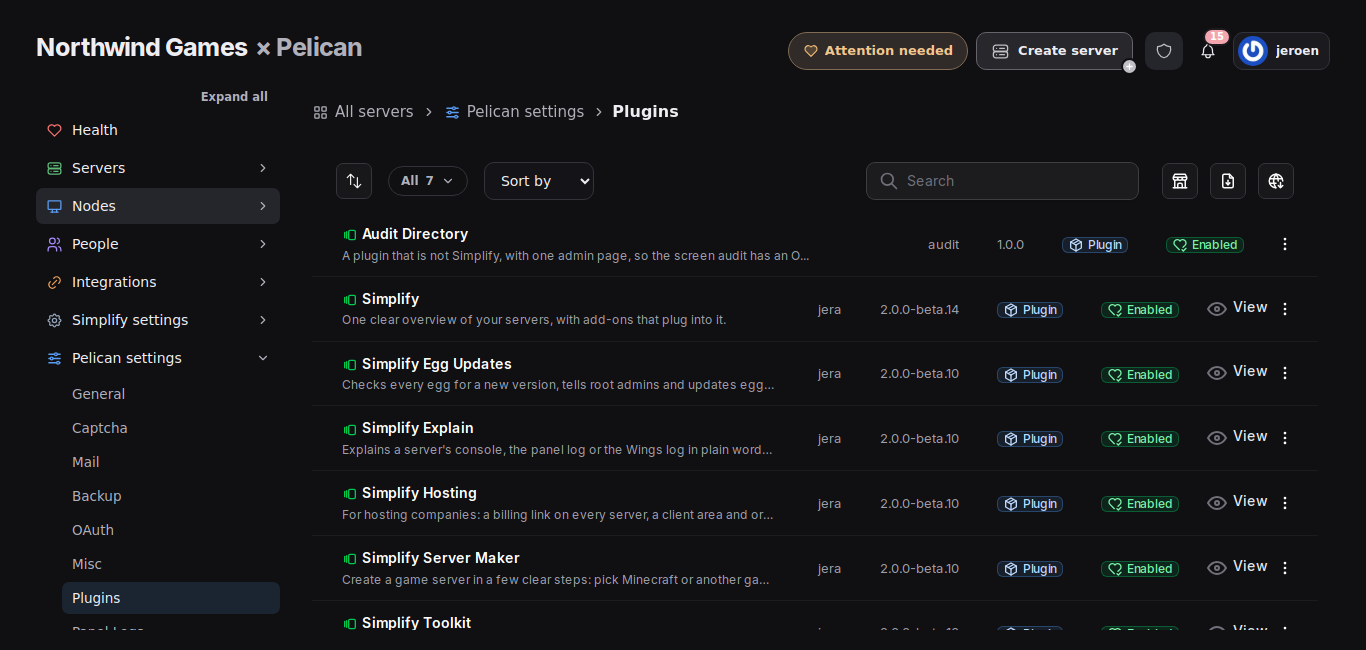 Northwind Games × Pelican
Attention needed
Create server
15
jeroen
Expand all
All servers > Pelican settings > Plugins
Health
Servers
Nodes
People
Integrations
Simplify settings
Pelican settings
General
Captcha
Mail
Backup
OAuth
Misc
Plugins
Panel Logs
All 7
Sort by
Search
Audit Directory
A plugin that is not Simplify, with one admin page, so the screen audit has an O...
audit 1.0.0 Plugin Enabled
Simplify
One clear overview of your servers, with add-ons that plug into it.
jera 2.0.0-beta.14 Plugin Enabled View
Simplify Egg Updates
Checks every egg for a new version, tells root admins and updates egg...
jera 2.0.0-beta.10 Plugin Enabled View
Simplify Explain
Explains a server's console, the panel log or the Wings log in plain word...
jera 2.0.0-beta.10 Plugin Enabled View
Simplify Hosting
For hosting companies: a billing link on every server, a client area and or...
jera 2.0.0-beta.10 Plugin Enabled View
Simplify Server Maker
Create a game server in a few clear steps: pick Minecraft or another ga...
jera 2.0.0-beta.10 Plugin Enabled View
Simplify Toolkit
Plugin Enabled View